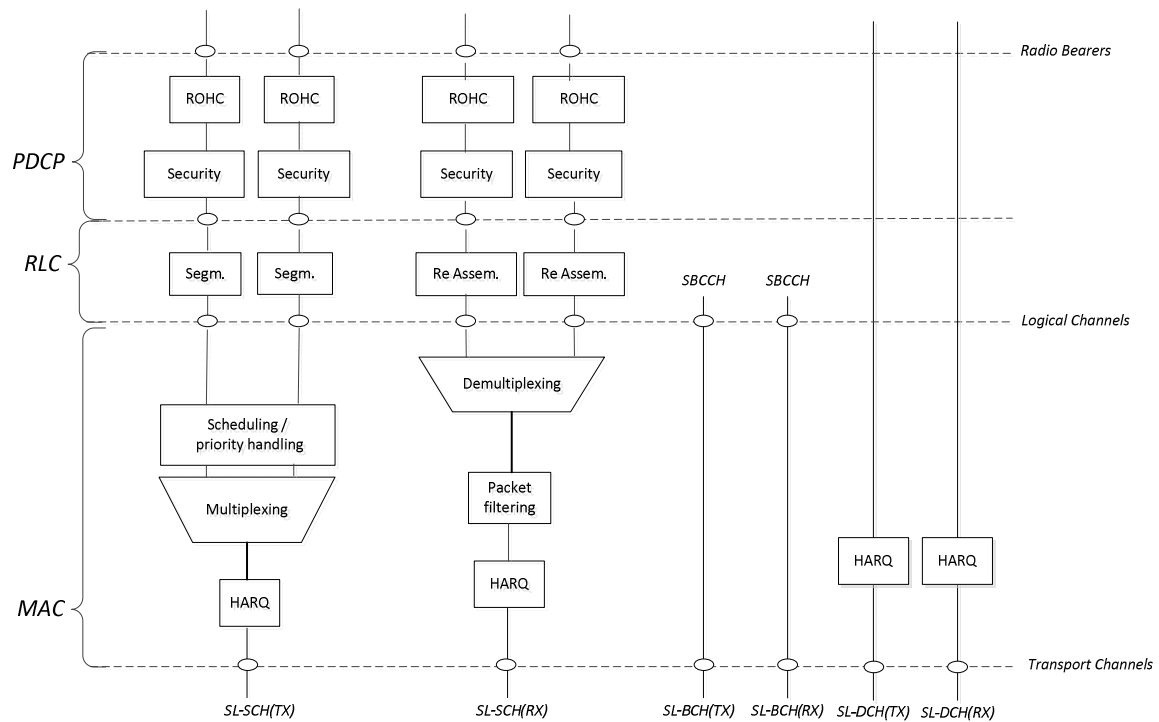 Radio Bearers
ROHC
ROHC
ROHC
ROHC
PDCP
Security
Security
Security
Security
RLC
Segm.
Segm.
Re Assem.
Re Assem.
SBCCH
SBCCH
Logical Channels
Demultiplexing
Scheduling /
priority handling
Packet
filtering
Multiplexing
HARQ
HARQ
HARQ
HARQ
MAC
Transport Channels
SL-SCH(TX)
SL-SCH(RX)
SL-BCH(TX)
SL-BCH(RX)
SL-DCH(TX)
SL-DCH(RX)